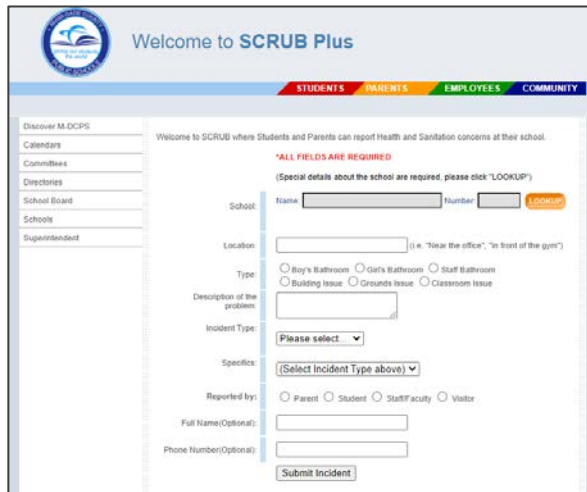 Welcome to SCRUB Plus
STUDENTS PARENTS EMPLOYEES COMMUNITY
Discover M-DCPS
Calendars
Committees
Directories
School Board
Schools
Superintendent
Welcome to SCRUB where Students and Parents can report Health and Sanitation concerns at their school.
*ALL FIELDS ARE REQUIRED
(Special details about the school are required, please click "LOOKUP")
School: Name: Number: LOOKUP
Location: (i.e. "Near the office", "in front of the gym")
Type: Boy's Bathroom Girl's Bathroom Staff Bathroom
Building Issue Grounds Issue Classroom Issue
Description of the
problem:
Incident Type:
Please select...
Specifics:
(Select Incident Type above)
Reported by: Parent Student Staff/Faculty Visitor
Full Name(Optional):
Phone Number(Optional):
Submit Incident